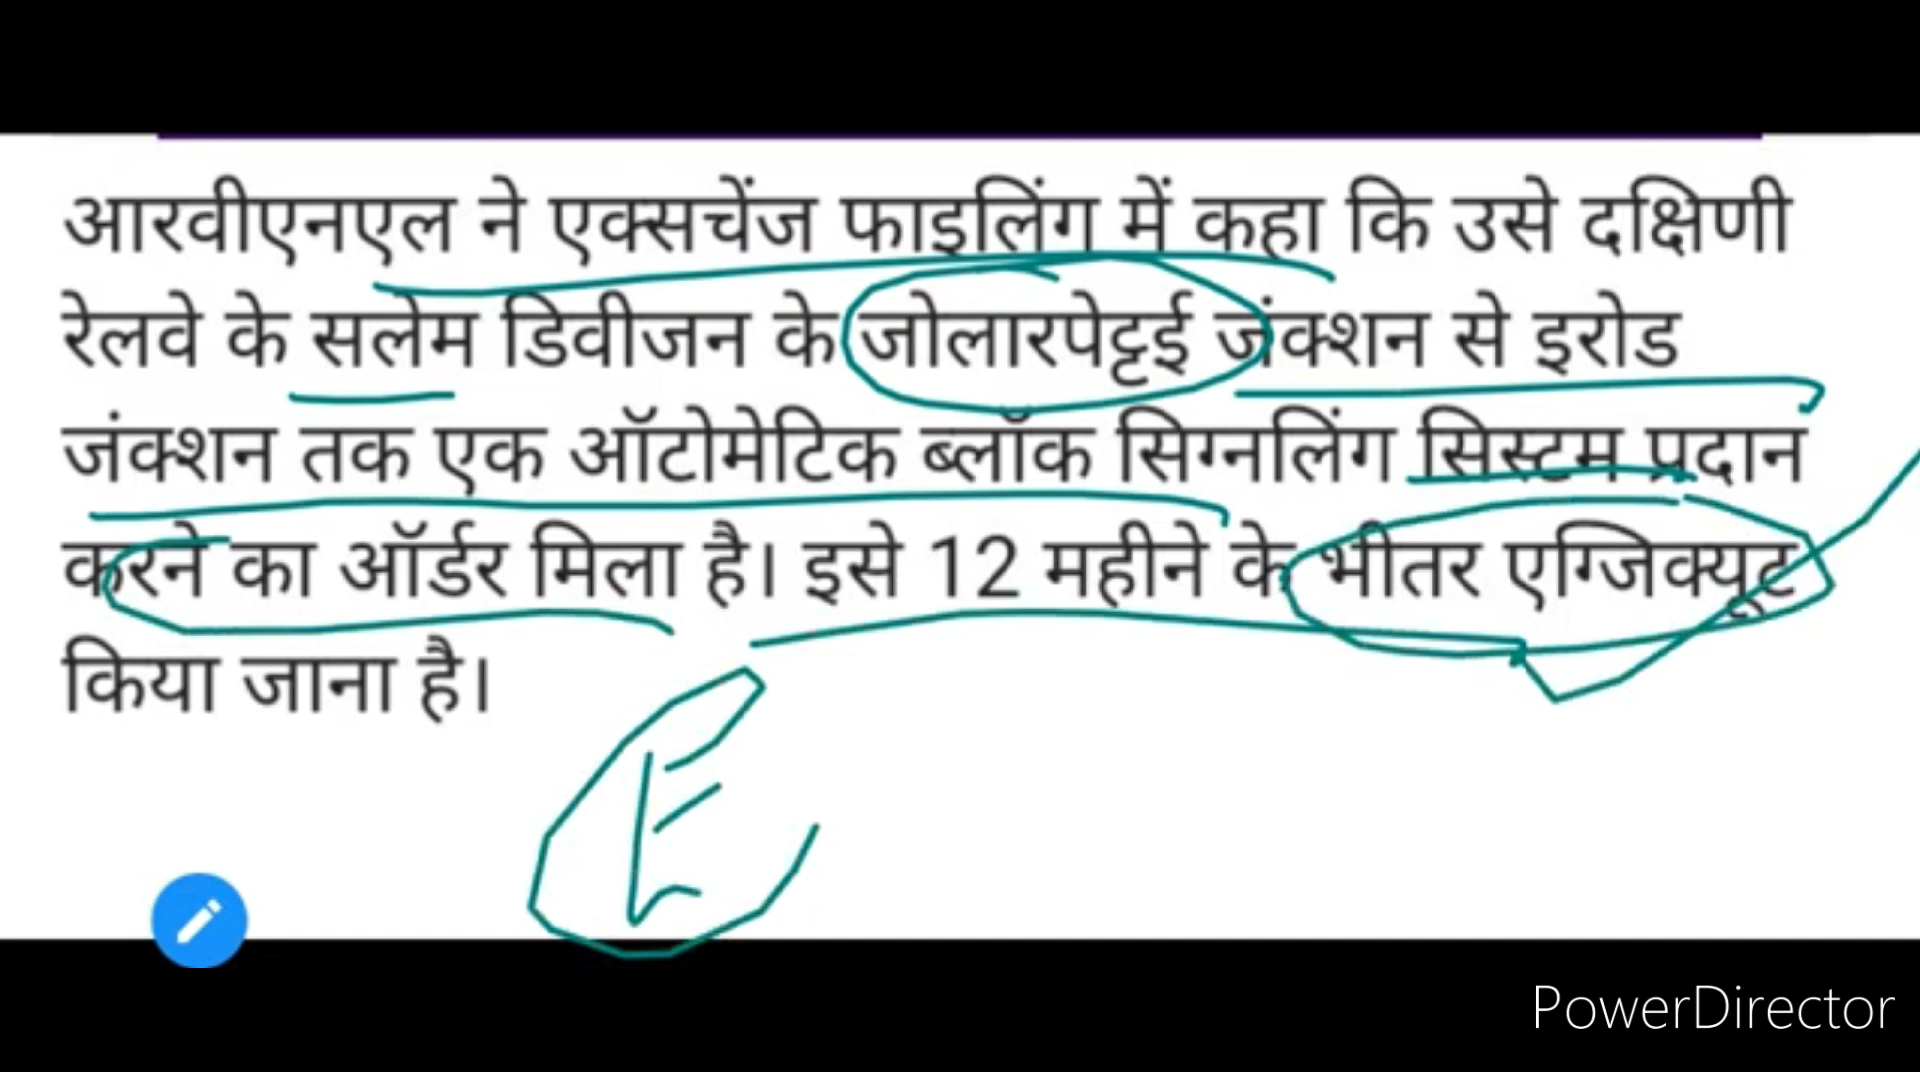 आरवीएनएल ने एक्सचेंज फाइलिंग में कहा कि उसे दक्षिणी
रेलवे के सलेम डिवीजन के जोलारपेट्टई जंक्शन से इरोड
जंक्शन तक एक ऑटोमेटिक ब्लॉक सिग्नलिंग सिस्टम प्रदान
करने का ऑर्डर मिला है। इसे 12 महीने के भीतर एग्जिक्यूट
किया जाना है।
E
PowerDirector